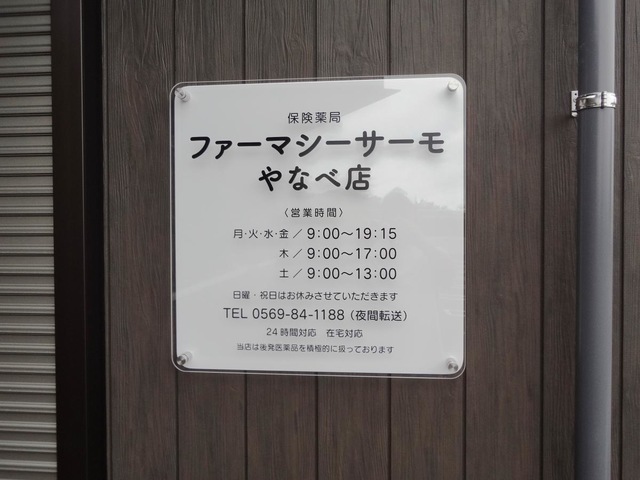 保険薬局
ファーマシーサーモ
やなべ店
〈営業時間〉
月・火・水・金／9:00～19:15
木／9:00～17:00
土／9:00～13:00
日曜・祝日はお休みさせていただきます
TEL 0569-84-1188（夜間転送）
24時間対応 在宅対応
当店は後発医薬品を積極的に扱っております